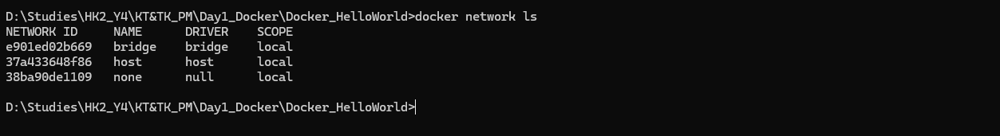 D:\Studies\HK2_Y4\KT&TK_PM\Day1_Docker\Docker_HelloWorld>docker network ls
NETWORK ID     NAME      DRIVER    SCOPE
e901ed02b669   bridge    bridge    local
37a433648f86   host      host      local
38ba90de1109   none      null      local
D:\Studies\HK2_Y4\KT&TK_PM\Day1_Docker\Docker_HelloWorld>